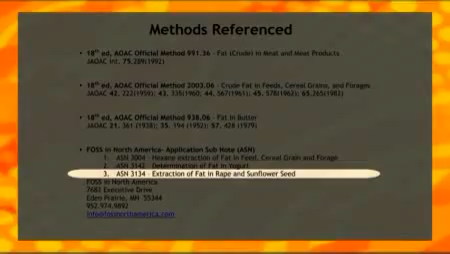 Methods Referenced
• 18th ed, AOAC Official Method 991.36 - Fat (Crude) in Meat and Meat Products
JAOAC Int. 75,289(1992)
• 18th ed, AOAC Official Method 2003.06 - Crude Fat in Feeds, Cereal Grains, and Forages
JAOAC 42, 222(1959); 43, 335(1960; 44, 567(1961); 45, 578(1962); 65,265(1982)
• 18th ed, AOAC Official Method 938.06 - Fat in Butter
JAOAC 21, 361 (1938); 35, 194 (1952); 57, 428 (1979)
• FOSS in North America- Application Sub Note (ASN)
1. ASN 3004 - Hexane extraction of Fat in Feed, Cereal Grain and Forage
2. ASN 3142 - Determination of Fat in Yogurt
3. ASN 3134 - Extraction of Fat in Rape and Sunflower Seed
FOSS in North America
7682 Executive Drive
Eden Prairie, MH 55344
952.974.9892
info@fossnorthamerica.com